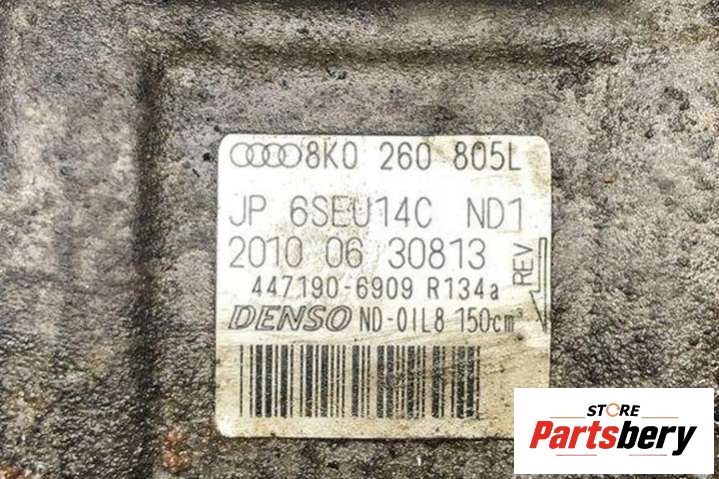 8K0 260 805L
JP 6SEU14C ND1
2010 06 30813
REV
447190-6909 R134a
DENSO ND-OIL8 150cm³
STORE
Partsbery